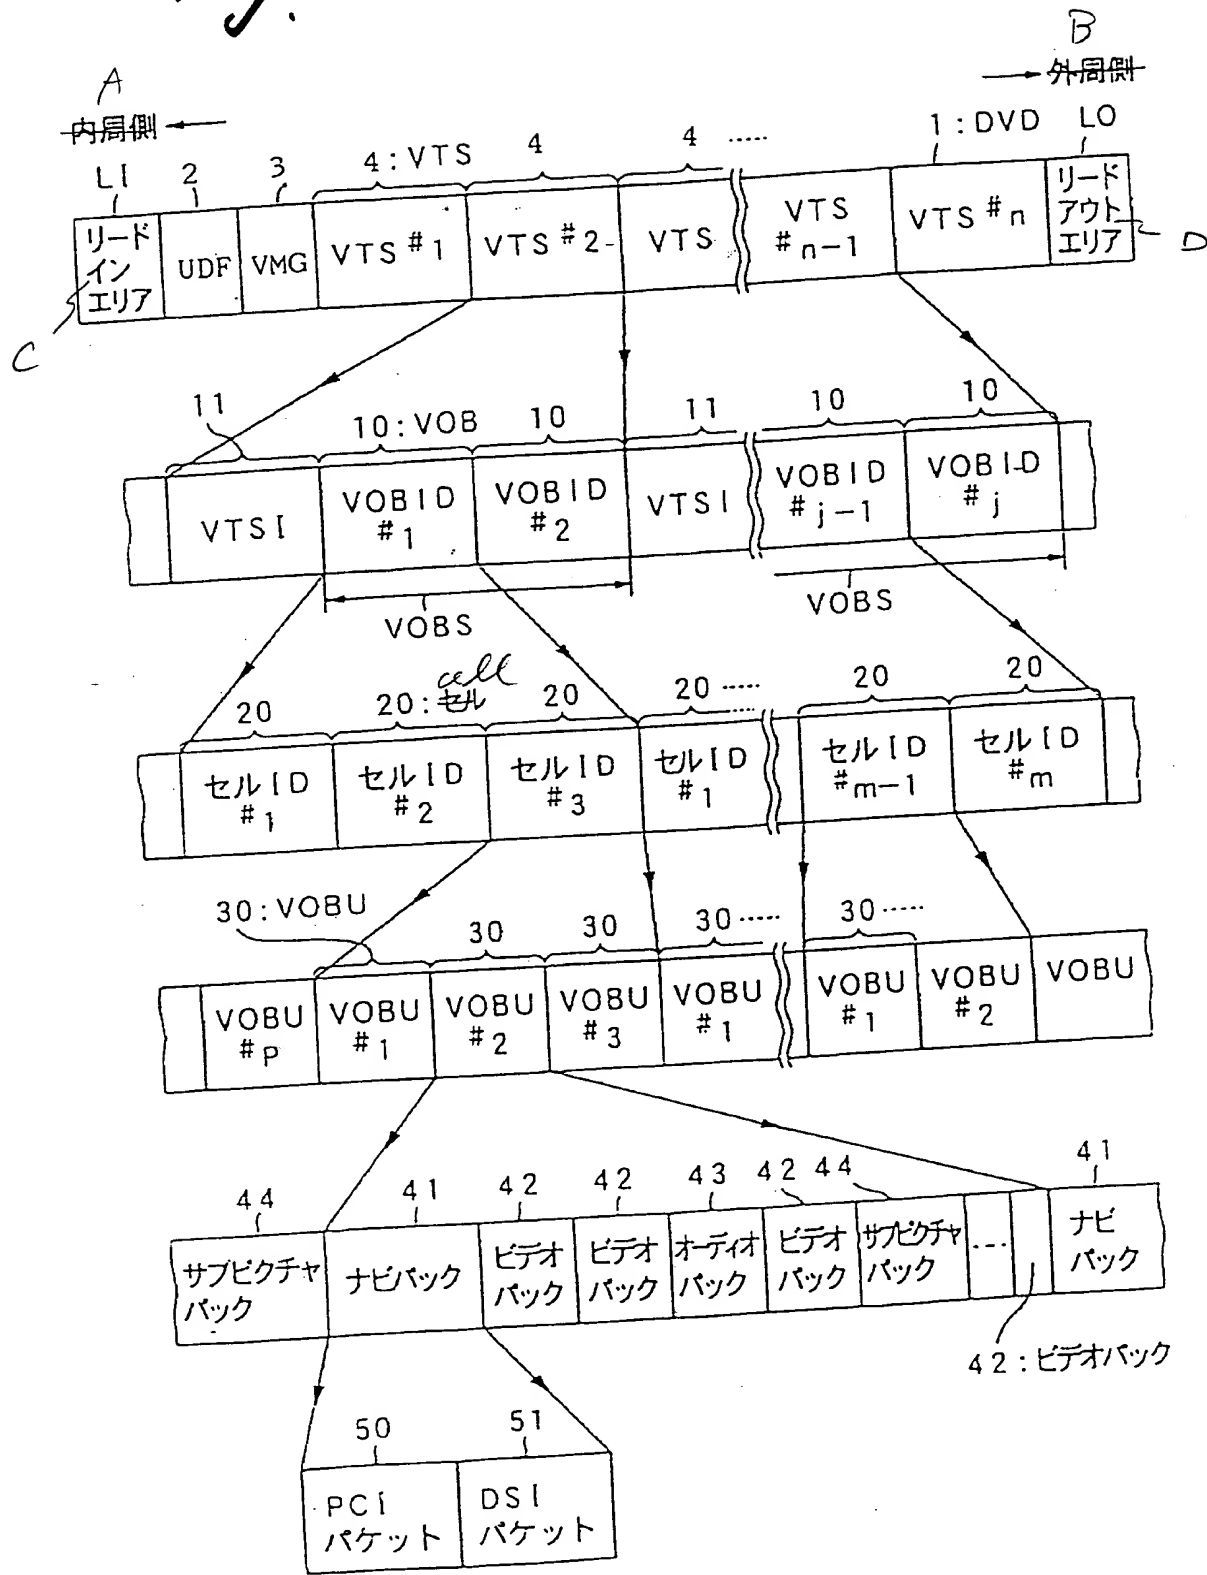 y.
A
B
内周側
外周側
LI
2
3
4:VTS
4
4
.....
1:DVD
LO
リード
イン
エリア
UDF
VMG
VTS #1
VTS #2
VTS
VTS
#n-1
VTS #n
リード
アウト
エリア
C
D
11
10:VOB
10
11
10
10
VTSI
VOBID
#1
VOBID
#2
VTSI
VOBID
#j-1
VOBID
#j
VOBS
VOBS
cell
20
20:セル
20
20 .....
20
20
セルID
#1
セルID
#2
セルID
#3
セルID
#1
セルID
#m-1
セルID
#m
30:VOBU
30
30
30 .....
30 .....
VOBU
#p
VOBU
#1
VOBU
#2
VOBU
#3
VOBU
#1
VOBU
#1
VOBU
#2
VOBU
44
41
42
42
43
42
44
41
サブピクチャ
パック
ナビパック
ビデオ
パック
ビデオ
パック
オーディオ
パック
ビデオ
パック
サブピクチャ
パック
....
ナビ
パック
42:ビデオパック
50
51
PCI
パケット
DSI
パケット